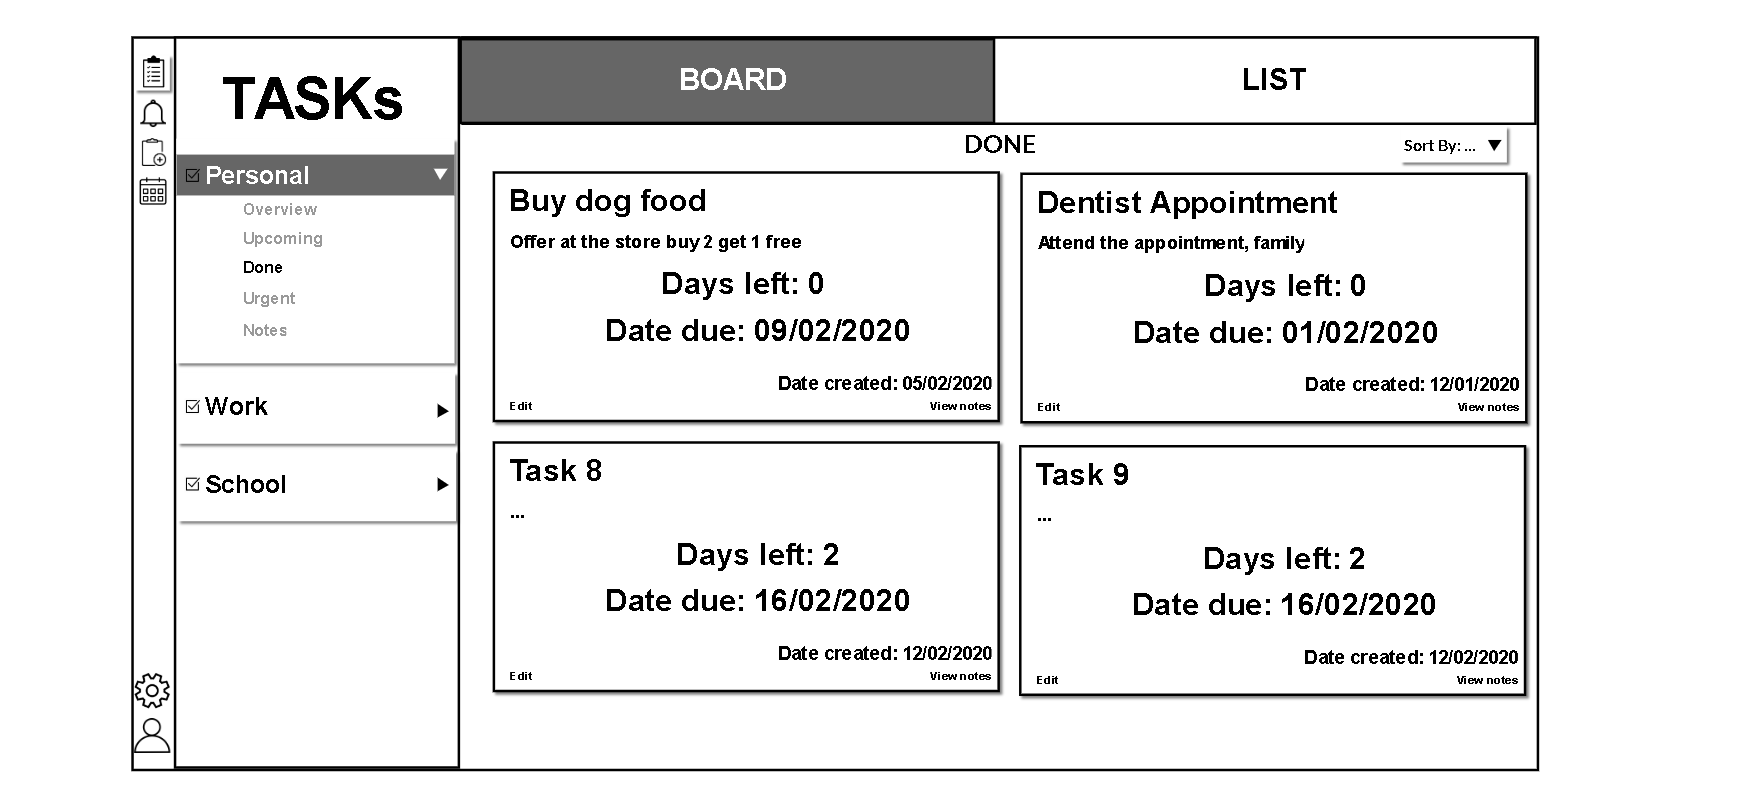 TASKs
Personal
Overview
Upcoming
Done
Urgent
Notes
Work
School
BOARD
LIST
DONE
Sort By: ...
Buy dog food
Offer at the store buy 2 get 1 free
Days left: 0
Date due: 09/02/2020
Date created: 05/02/2020
Edit
View notes
Dentist Appointment
Attend the appointment, family
Days left: 0
Date due: 01/02/2020
Date created: 12/01/2020
Edit
View notes
Task 8
...
Days left: 2
Date due: 16/02/2020
Date created: 12/02/2020
Edit
View notes
Task 9
...
Days left: 2
Date due: 16/02/2020
Date created: 12/02/2020
Edit
View notes